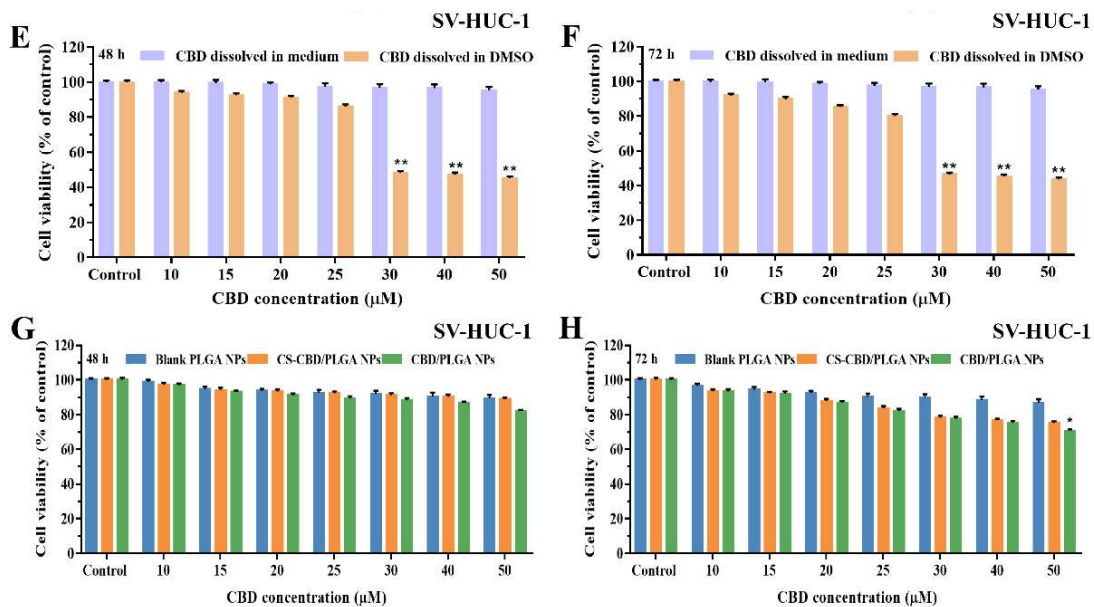 E
SV-HUC-1
48 h CBD dissolved in medium CBD dissolved in DMSO
Cell viability (% of control)
120
100
80
60
40
20
0
** ** **
Control 10 15 20 25 30 40 50
CBD concentration (μM)
F
SV-HUC-1
72 h CBD dissolved in medium CBD dissolved in DMSO
Cell viability (% of control)
120
100
80
60
40
20
0
** ** **
Control 10 15 20 25 30 40 50
CBD concentration (μM)
G
SV-HUC-1
48 h Blank PLGA NPs CS-CBD/PLGA NPs CBD/PLGA NPs
Cell viability (% of control)
120
100
80
60
40
20
0
Control 10 15 20 25 30 40 50
CBD concentration (μM)
H
SV-HUC-1
72 h Blank PLGA NPs CS-CBD/PLGA NPs CBD/PLGA NPs
Cell viability (% of control)
120
100
80
60
40
20
0
*
Control 10 15 20 25 30 40 50
CBD concentration (μM)